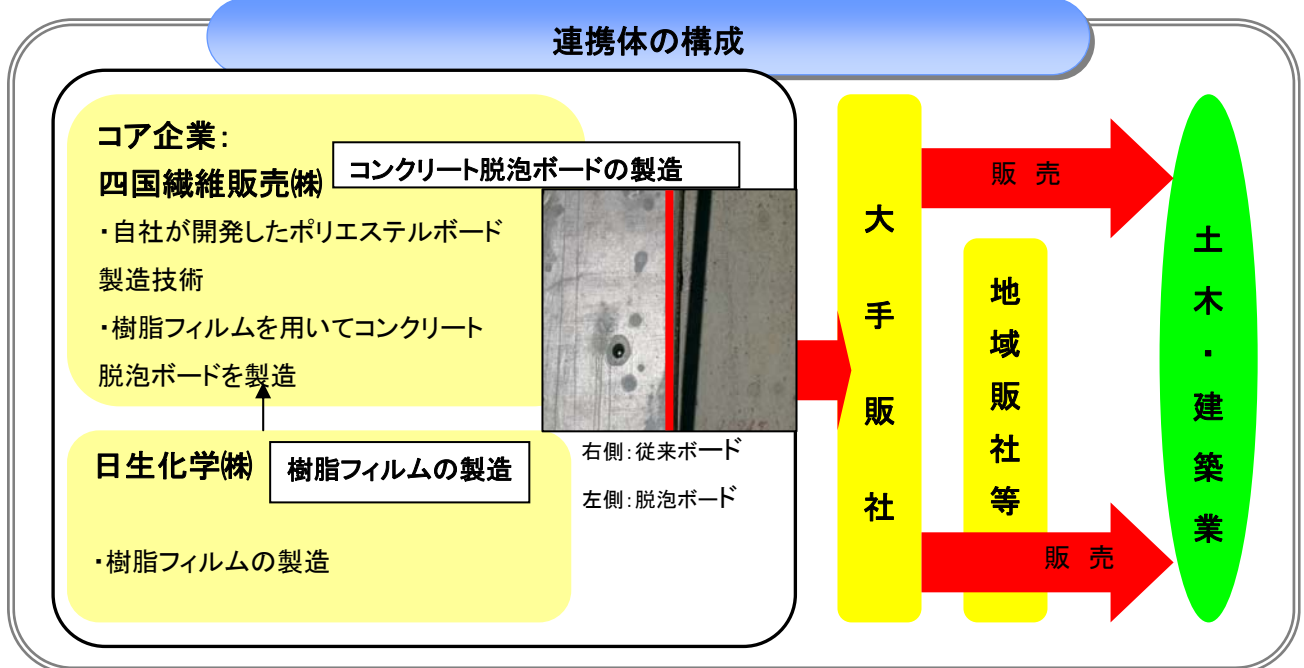 連携体の構成
コア企業:
四国繊維販売㈱
コンクリート脱泡ボードの製造
・自社が開発したポリエステルボード
製造技術
・樹脂フィルムを用いてコンクリート
脱泡ボードを製造
日生化学㈱
樹脂フィルムの製造
・樹脂フィルムの製造
右側:従来ボード
左側:脱泡ボード
大手販社
販 売
地域販社等
販 売
土木・建築業